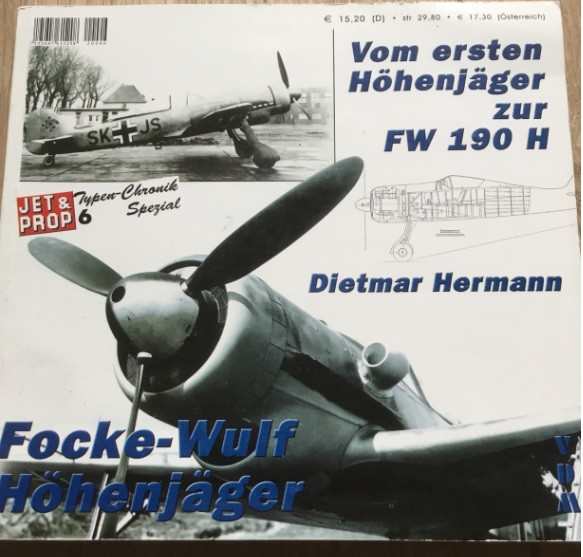 € 15,20 (D) • sfr 29,80 • € 17,30 (Österreich)
Vom ersten
Höhenjäger
zur
FW 190 H
SK JS
JET &
PROP
6
Typen-Chronik
Spezial
Dietmar Hermann
Focke-Wulf
Höhenjäger
VDM